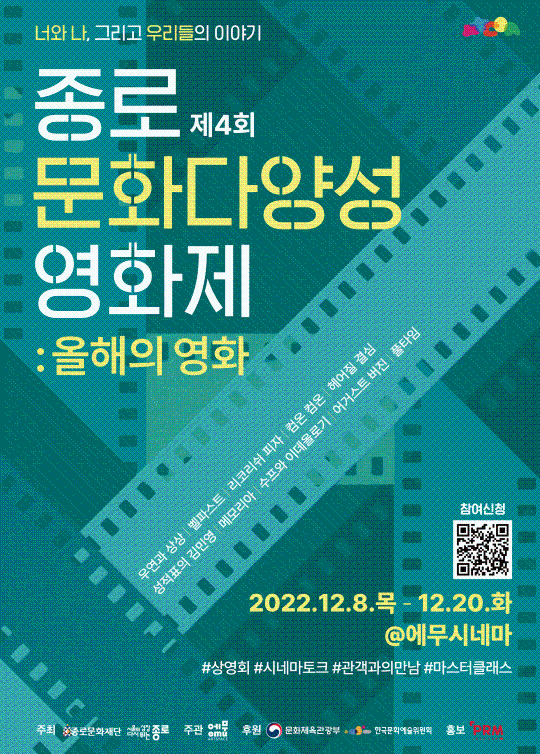 너와 나, 그리고 우리들의 이야기
종로 제4회
문화다양성
영화제
: 올해의 영화
우연과 상상 벨파스트 리코리쉬 피자 컴온 컴온 헤어질 결심
성적표의 김민영 메모리아 수프와 이데올로기 어거스트 버진 풀타임
참여신청
2022.12.8.목 - 12.20.화
@에무시네마
#상영회 #시네마토크 #관객과의만남 #마스터클래스
주최 종로문화재단 종로 주관 에무 emu 후원 문화체육관광부 한국문화예술위원회 홍보 PRM